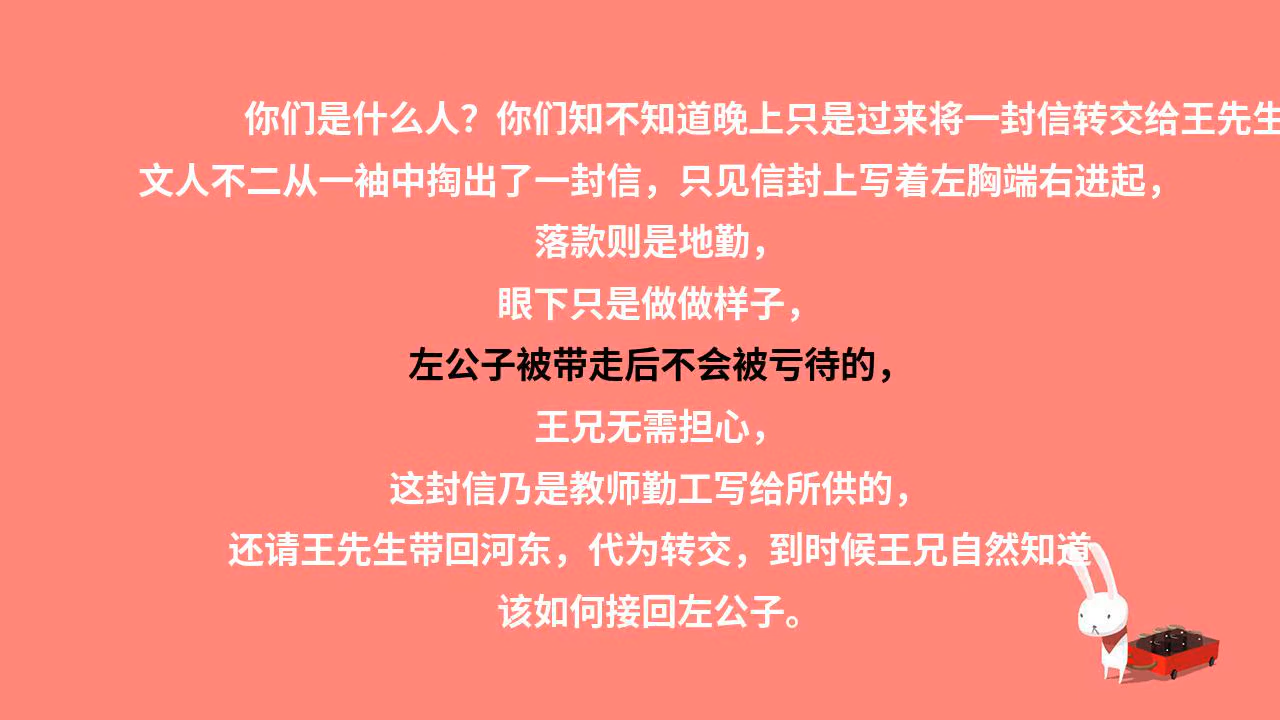 你们是什么人？你们知不知道晚上只是过来将一封信转交给王先生
文人不二从一袖中掏出了一封信，只见信封上写着左胸端右进起，
落款则是地勤，
眼下只是做做样子，
左公子被带走后不会被亏待的，
王兄无需担心，
这封信乃是教师勤工写给所供的，
还请王先生带回河东，代为转交，到时候王兄自然知道
该如何接回左公子。